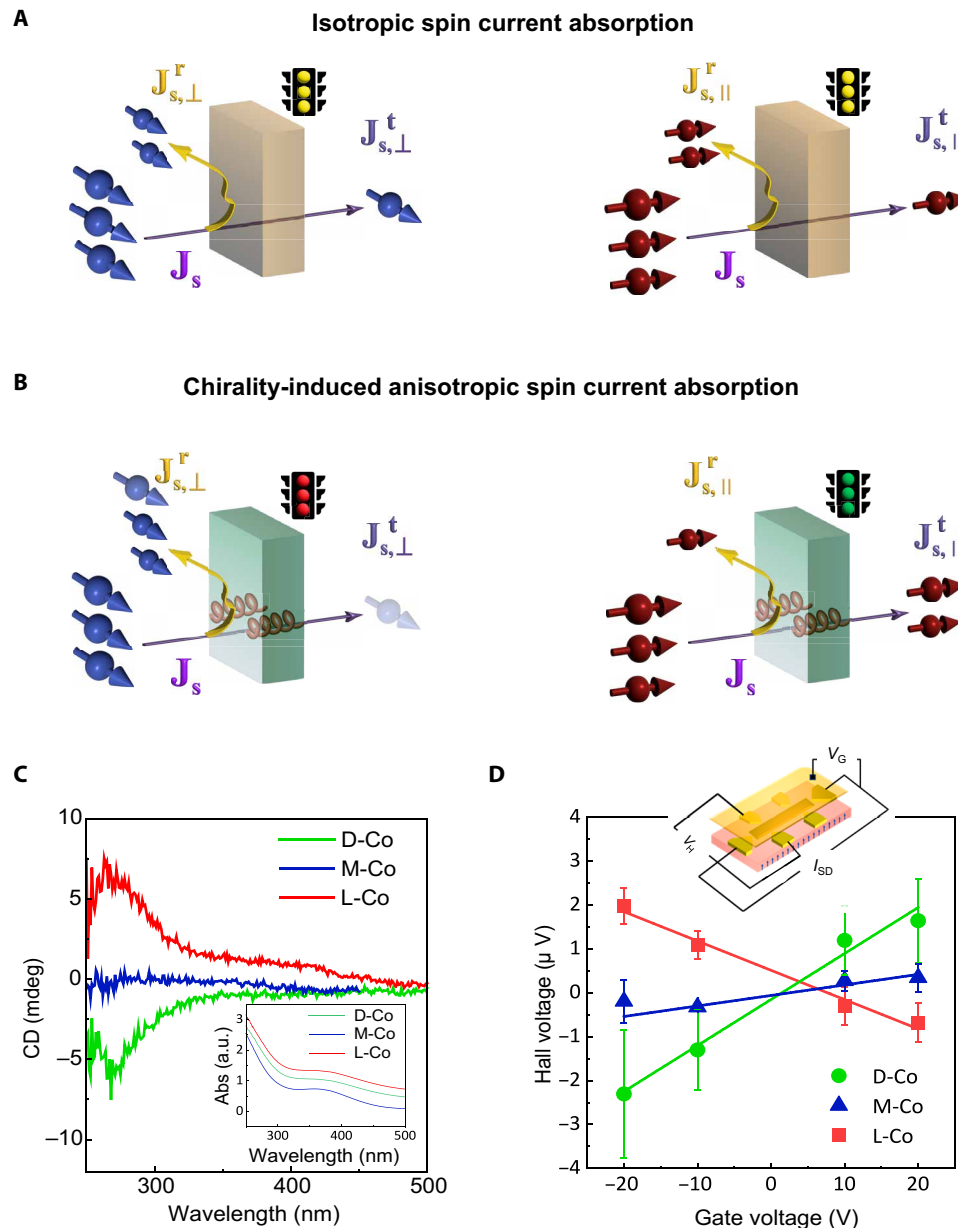 A
Isotropic spin current absorption
J r s,⊥
J t s,⊥
J s
J r s,||
J t s,|
J s
B
Chirality-induced anisotropic spin current absorption
J r s,⊥
J t s,⊥
J s
J r s,||
J t s,|
J s
C
10
5
0
−5
−10
CD (mdeg)
D-Co
M-Co
L-Co
3
2
1
0
Abs (a.u.)
D-Co
M-Co
L-Co
300
400
500
Wavelength (nm)
300
400
500
Wavelength (nm)
D
V G
V H
I SD
4
3
2
1
0
−1
−2
−3
−4
Hall voltage (μ V)
D-Co
M-Co
L-Co
−20
−10
0
10
20
Gate voltage (V)